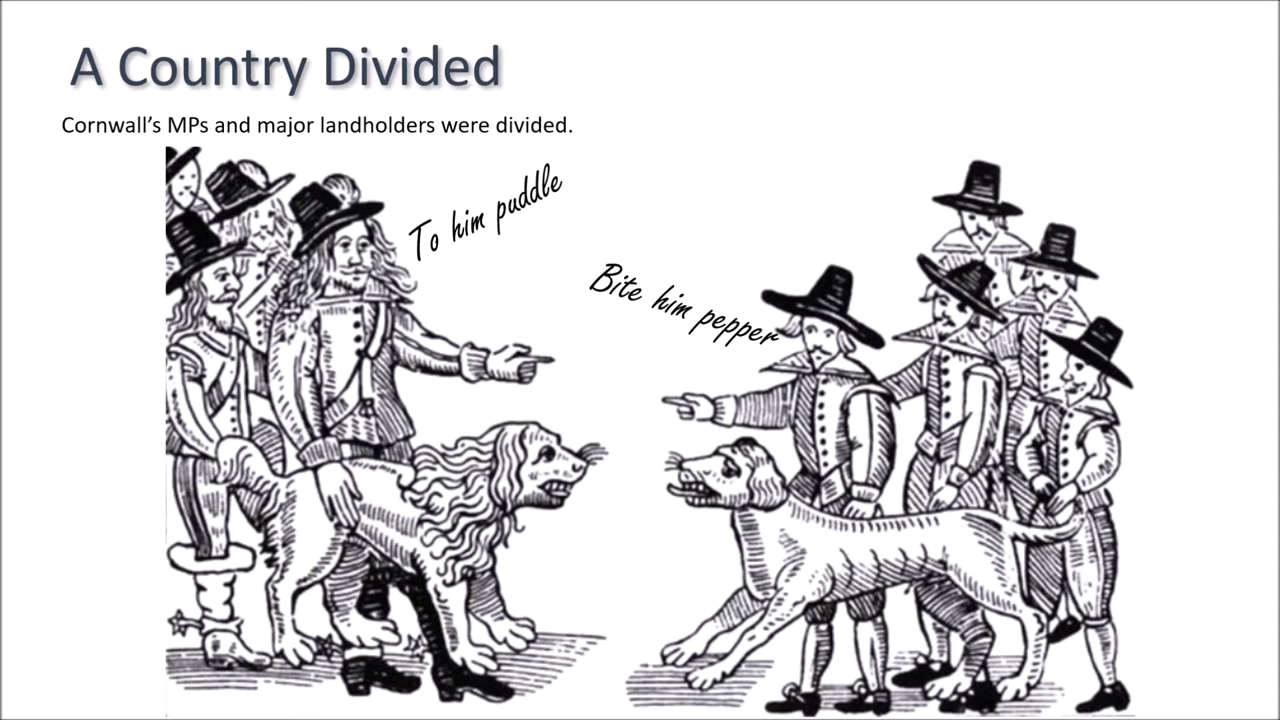 A Country Divided
Cornwall’s MPs and major landholders were divided.
To him puddle
Bite him pepper